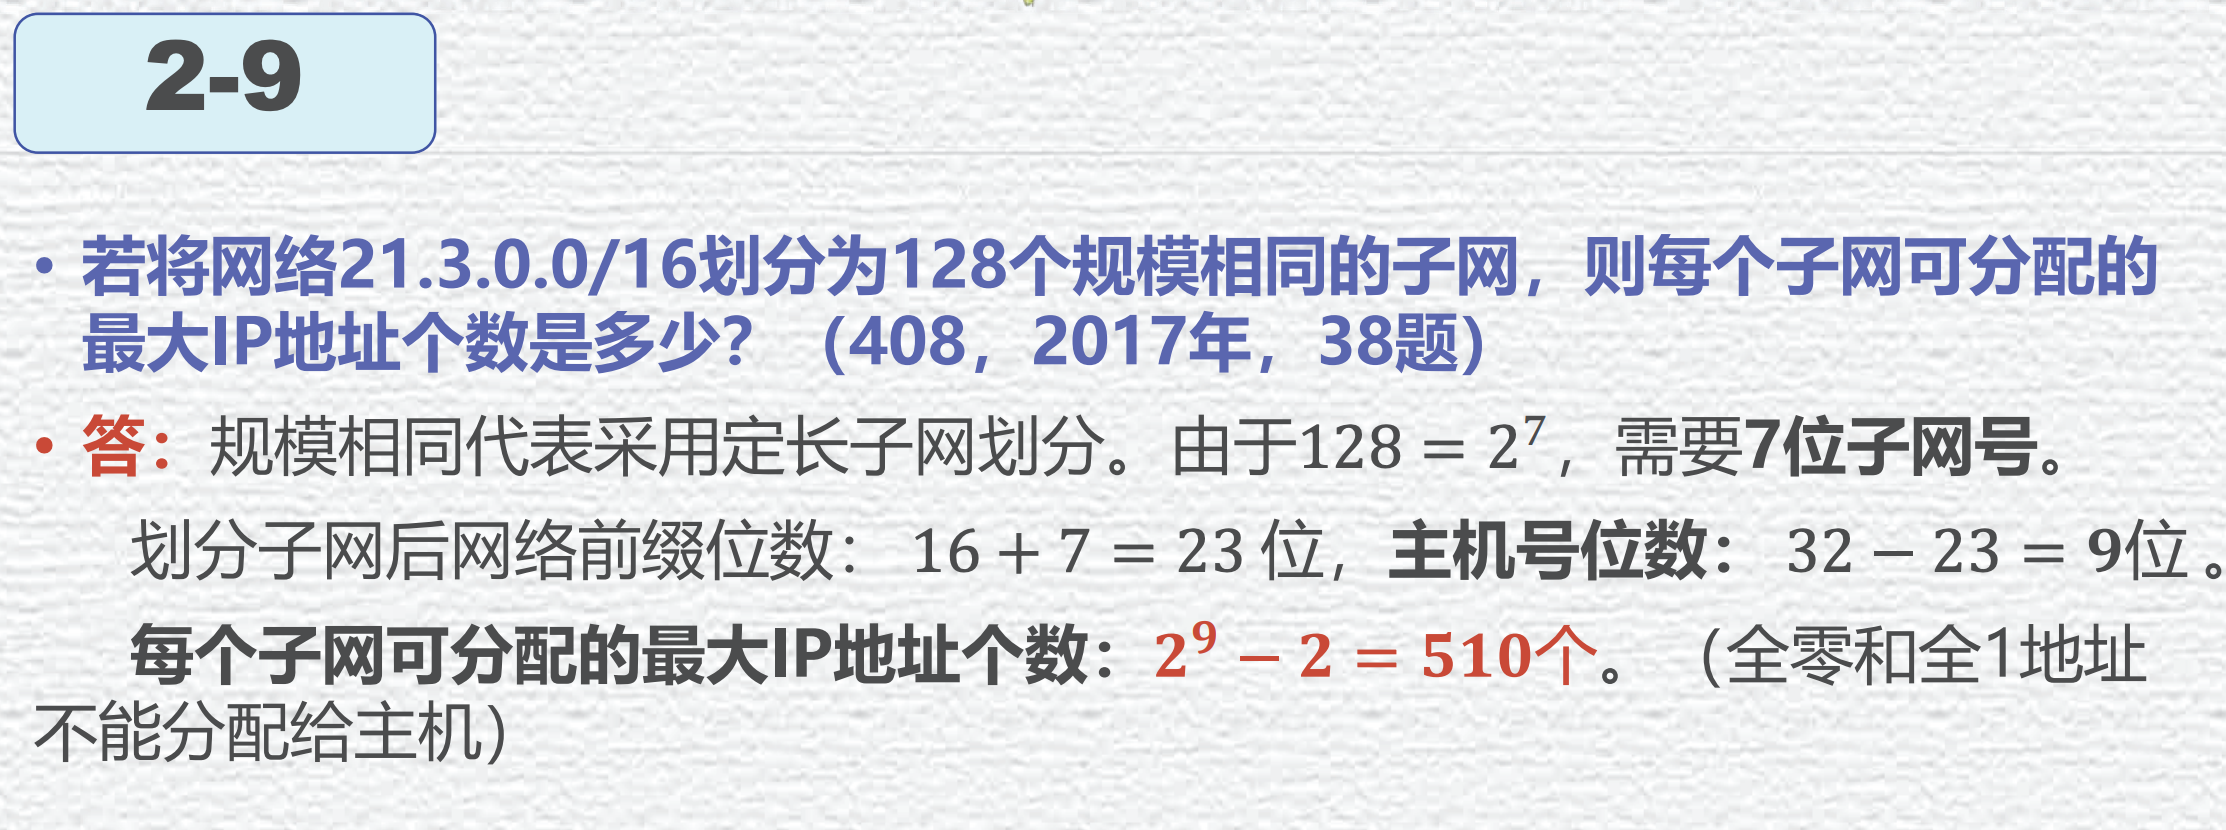 2-9
• 若将网络21.3.0.0/16划分为128个规模相同的子网，则每个子网可分配的
最大IP地址个数是多少？（408，2017年，38题）
• 答：规模相同代表采用定长子网划分。由于128 = 2⁷，需要7位子网号。
划分子网后网络前缀位数： 16 + 7 = 23 位，主机号位数： 32 − 23 = 9位 。
每个子网可分配的最大IP地址个数：2⁹ − 2 = 510个。（全零和全1地址
不能分配给主机）